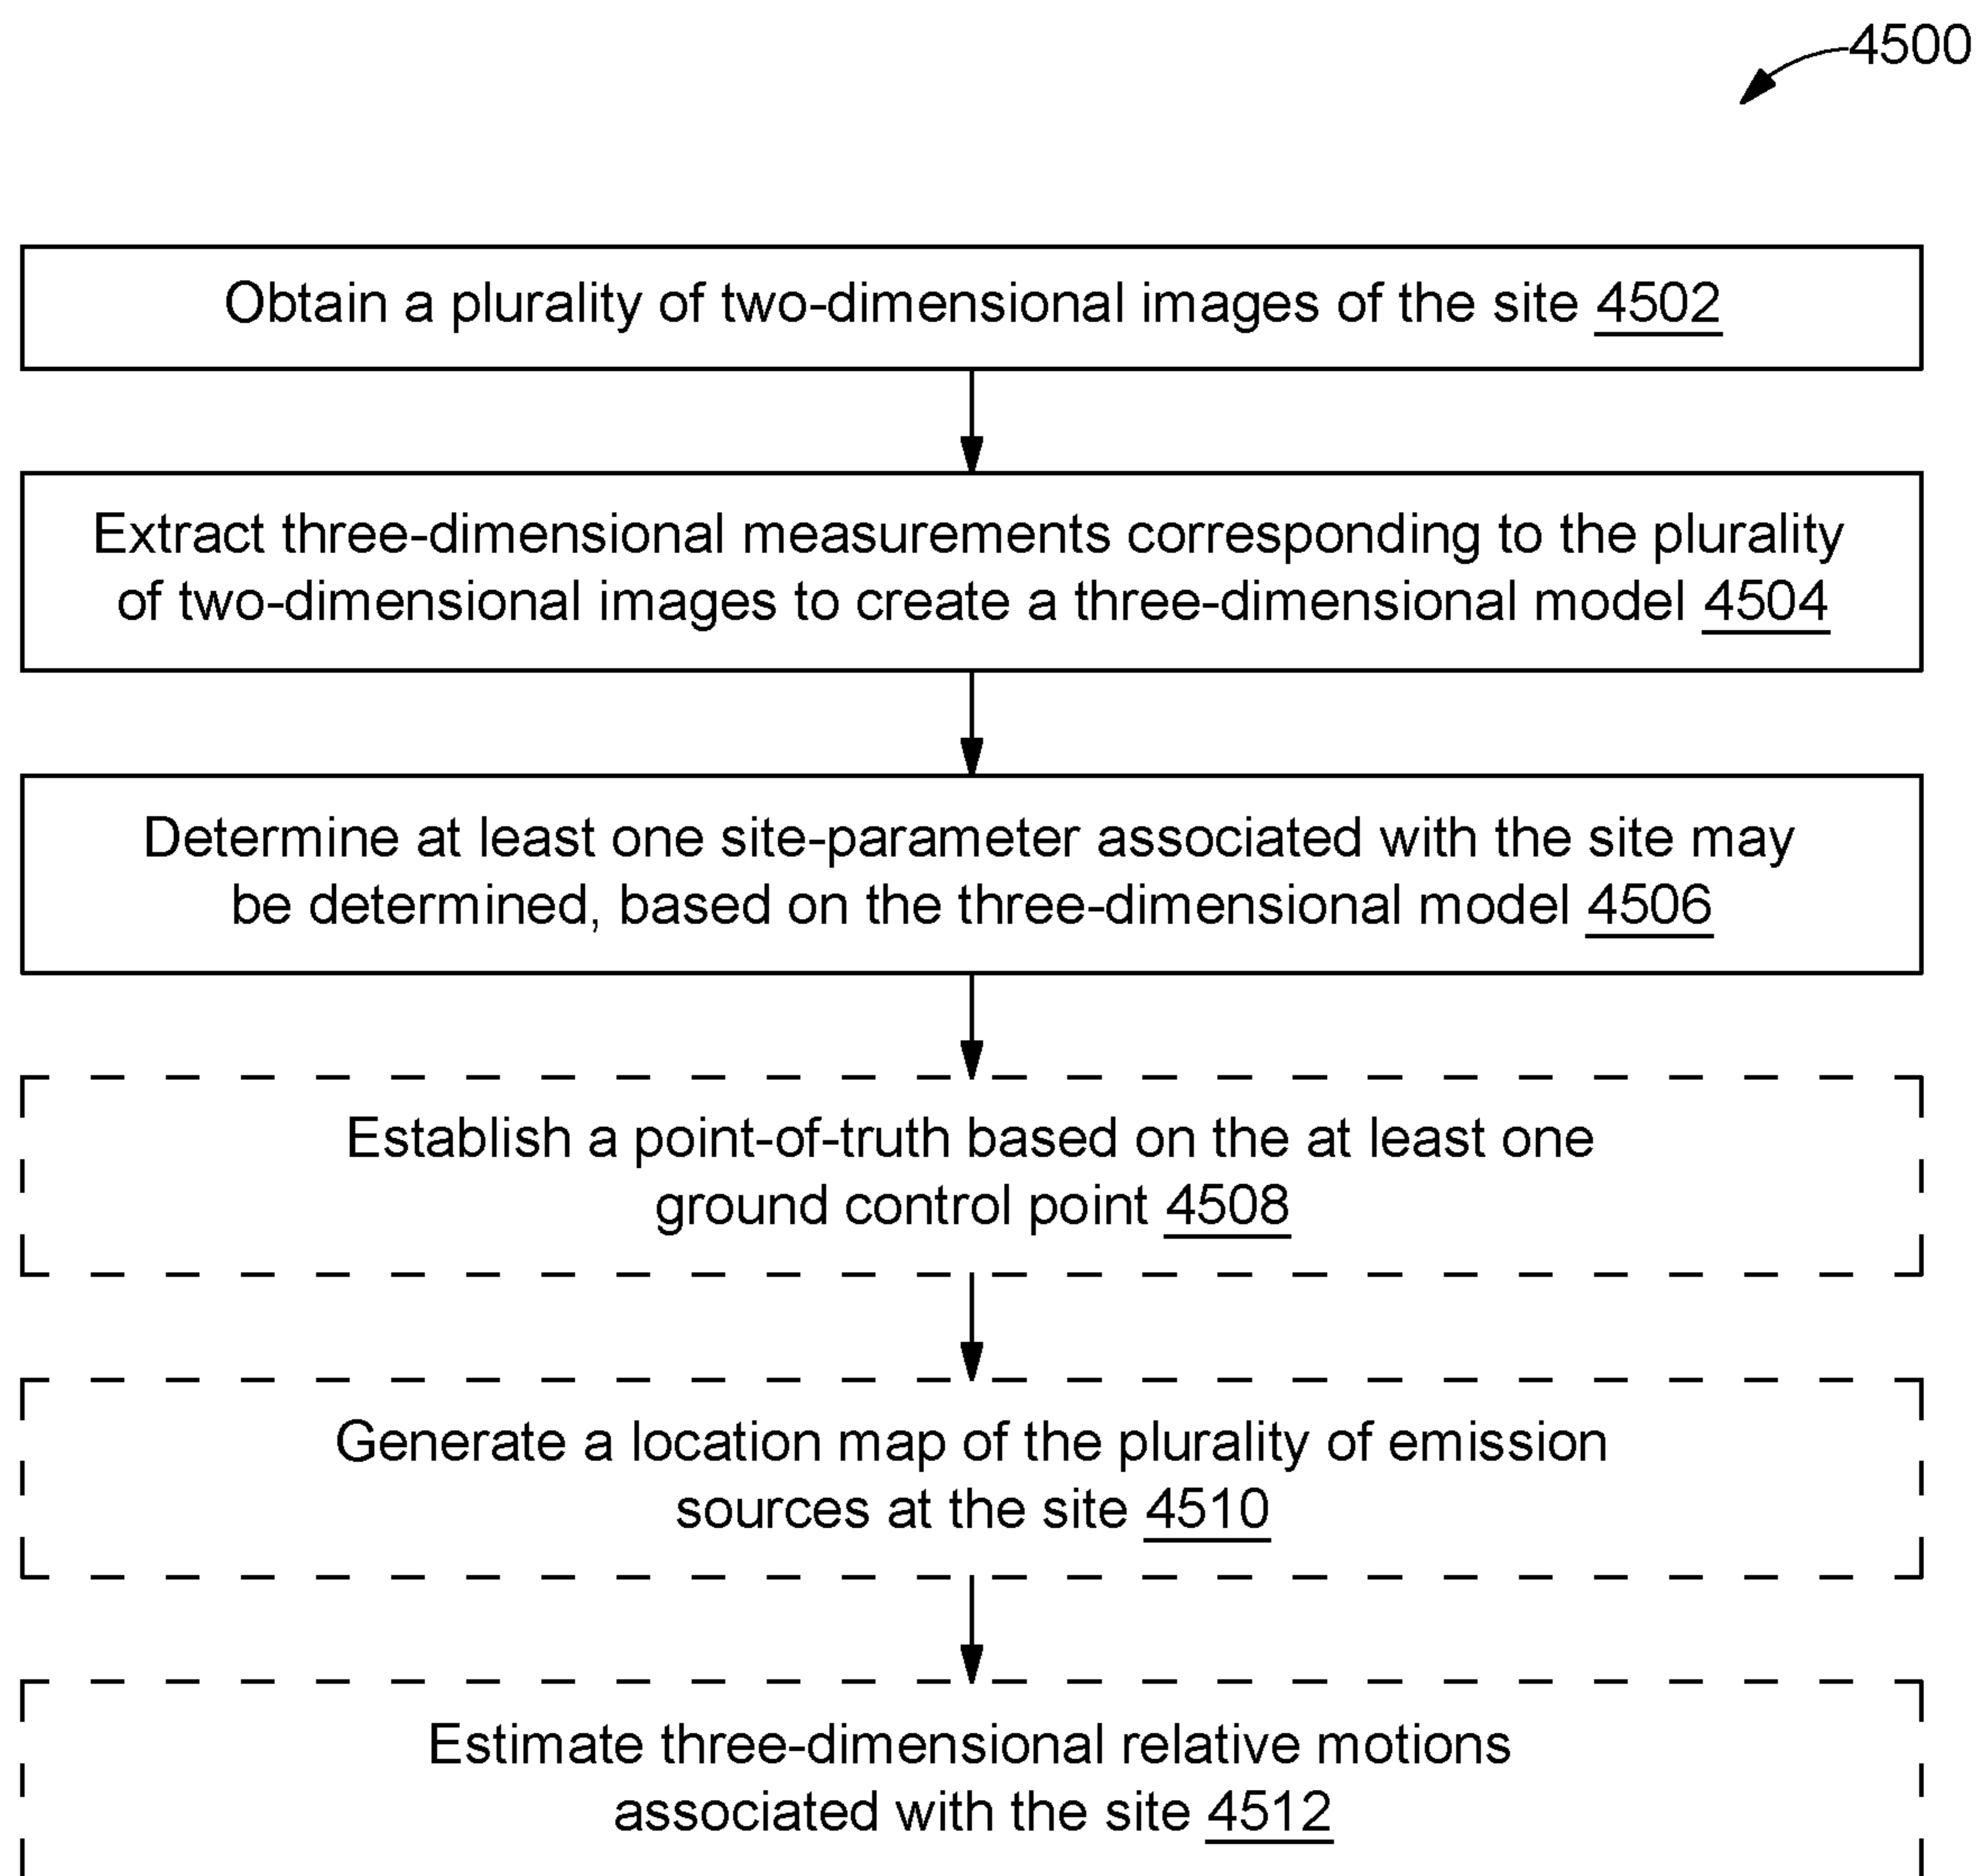 4500
Obtain a plurality of two-dimensional images of the site 4502
Extract three-dimensional measurements corresponding to the plurality
of two-dimensional images to create a three-dimensional model 4504
Determine at least one site-parameter associated with the site may
be determined, based on the three-dimensional model 4506
Establish a point-of-truth based on the at least one
ground control point 4508
Generate a location map of the plurality of emission
sources at the site 4510
Estimate three-dimensional relative motions
associated with the site 4512